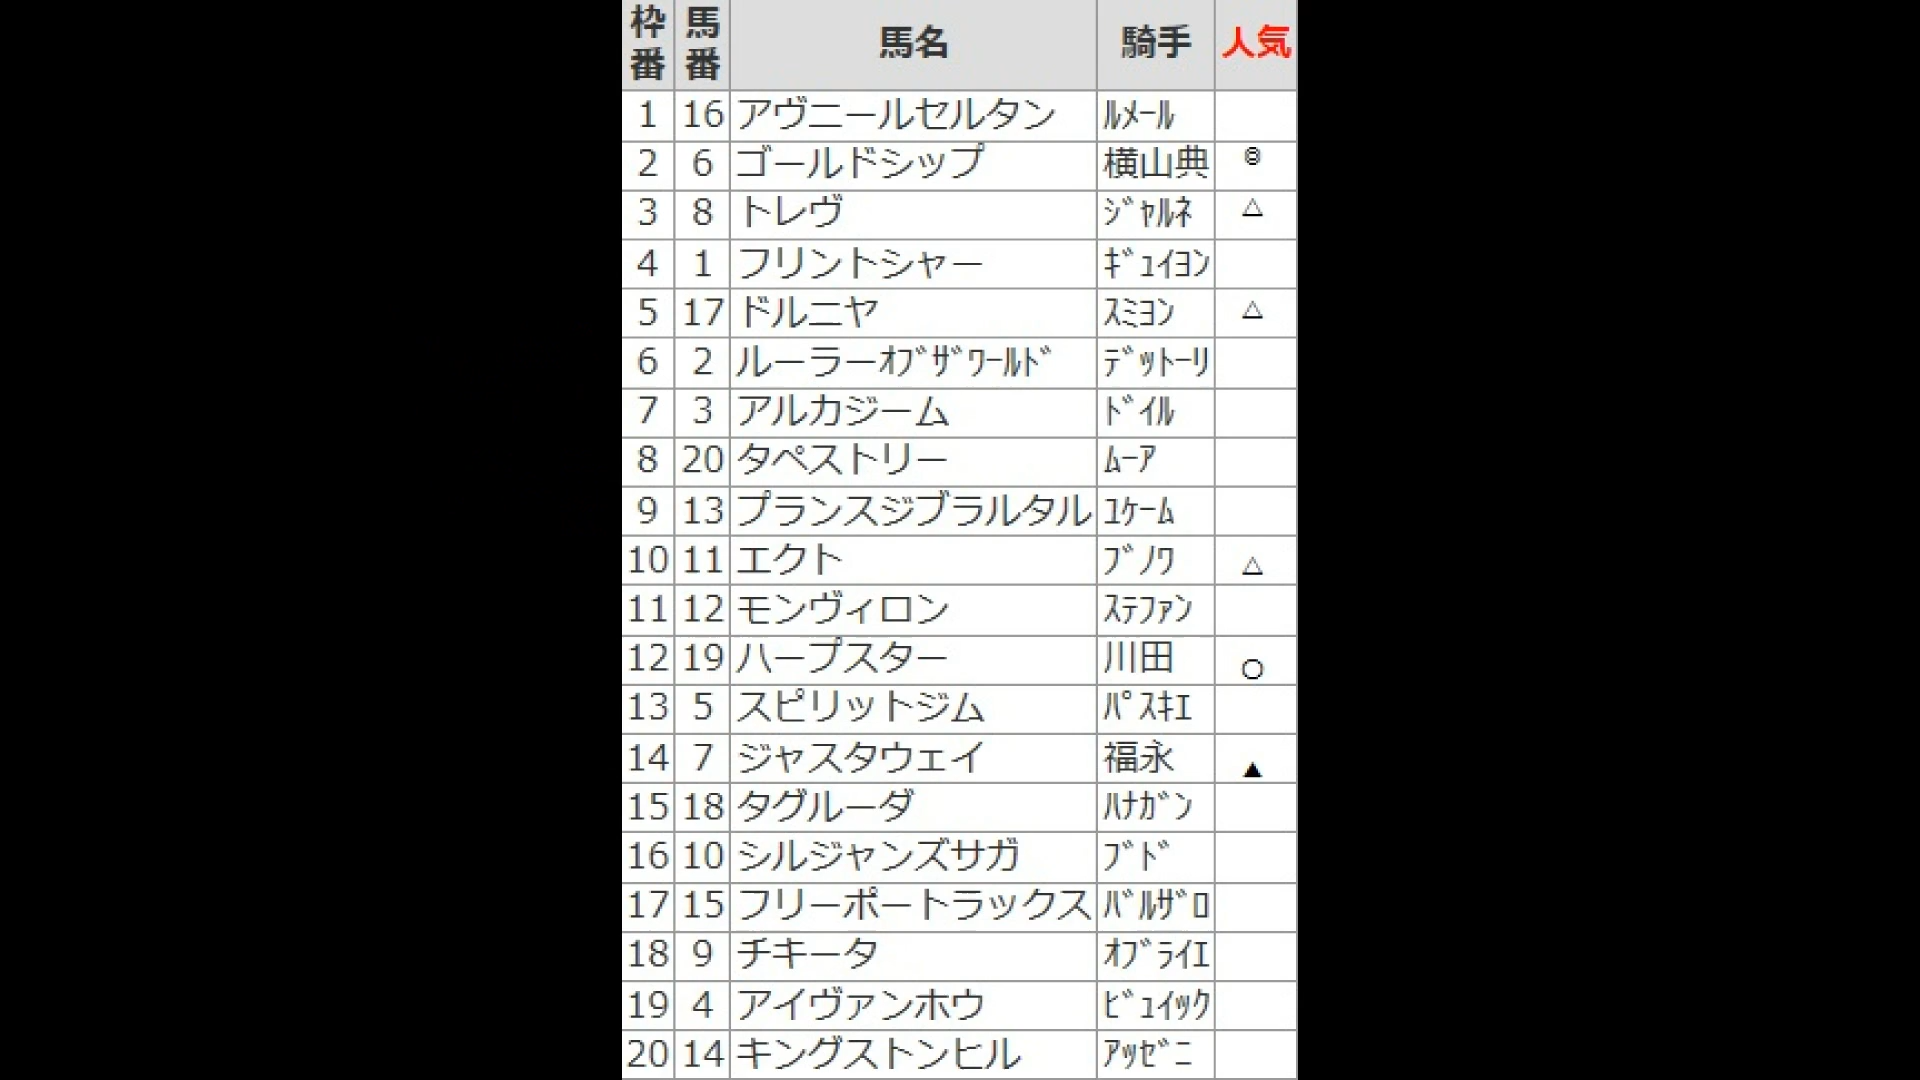 枠番 馬番 馬名 騎手 人気
1 16 アヴニールセルタン ﾙﾒｰﾙ
2 6 ゴールドシップ 横山典 ◎
3 8 トレヴ ｼﾞｬﾙﾈ △
4 1 フリントシャー ｷﾞｭｲﾖﾝ
5 17 ドルニヤ ｽﾐﾖﾝ △
6 2 ルーラーｵﾌﾞｻﾞﾜｰﾙﾄﾞ ﾃﾞｯﾄｰﾘ
7 3 アルカジーム ﾄﾞｲﾙ
8 20 タペストリー ﾑｰｱ
9 13 プランスジブラルタル ﾕｹｰﾑ
10 11 エクト ﾌﾞﾉﾜ △
11 12 モンヴィロン ｽﾃﾌｧﾝ
12 19 ハープスター 川田 ○
13 5 スピリットジム ﾊﾟｽｷｴ
14 7 ジャスタウェイ 福永 ▲
15 18 タグルーダ ﾊﾅｶﾞﾝ
16 10 シルジャンズサガ ﾌﾞﾄﾞ
17 15 フリーポートラックス ﾊﾞﾙｻﾞﾛ
18 9 チキータ ｵﾌﾞﾗｲｴ
19 4 アイヴァンホウ ﾋﾞｭｲｯｸ
20 14 キングストンヒル ｱｯｾﾞﾆ